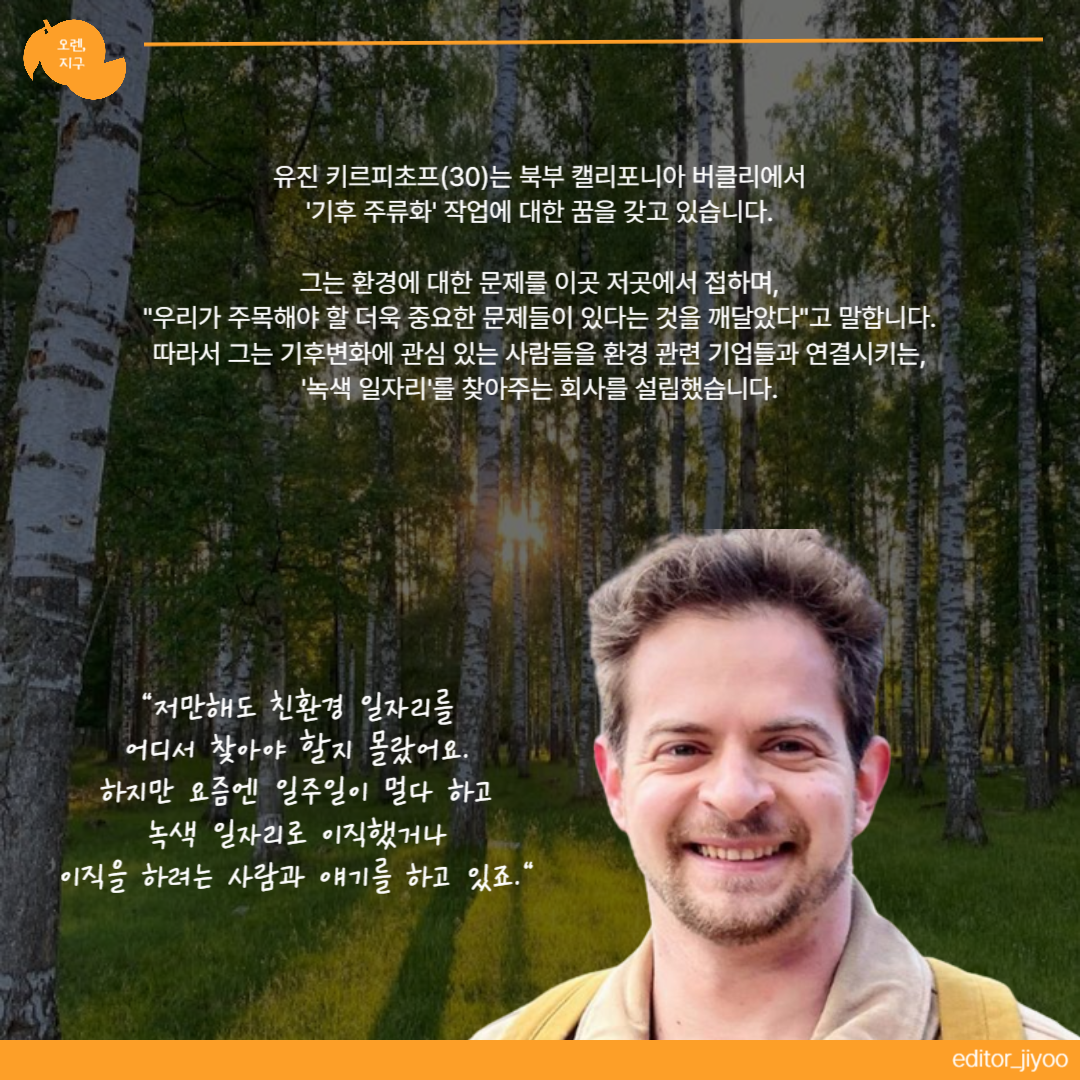 오렌,
지구
유진 키르피초프(30)는 북부 캘리포니아 버클리에서
'기후 주류화' 작업에 대한 꿈을 갖고 있습니다.
그는 환경에 대한 문제를 이곳 저곳에서 접하며,
"우리가 주목해야 할 더욱 중요한 문제들이 있다는 것을 깨달았다"고 말합니다.
따라서 그는 기후변화에 관심 있는 사람들을 환경 관련 기업들과 연결시키는,
'녹색 일자리'를 찾아주는 회사를 설립했습니다.
“저만해도 친환경 일자리를
어디서 찾아야 할지 몰랐어요.
하지만 요즘엔 일주일이 멀다 하고
녹색 일자리로 이직했거나
이직을 하려는 사람과 얘기를 하고 있죠.“
editor_jiyoo